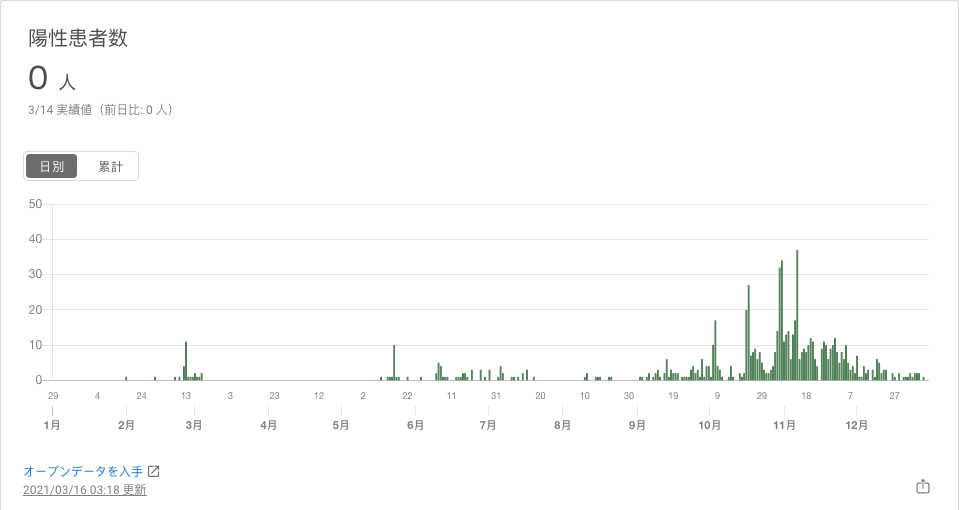 陽性患者数
0 人
3/14 実績値（前日比: 0 人）
日別 累計
50
40
30
20
10
0
29 4 24 13 3 23 12 2 22 11 31 20 10 30 19 9 29 18 7 27
1月 2月 3月 4月 5月 6月 7月 8月 9月 10月 11月 12月
オープンデータを入手
2021/03/16 03:18 更新